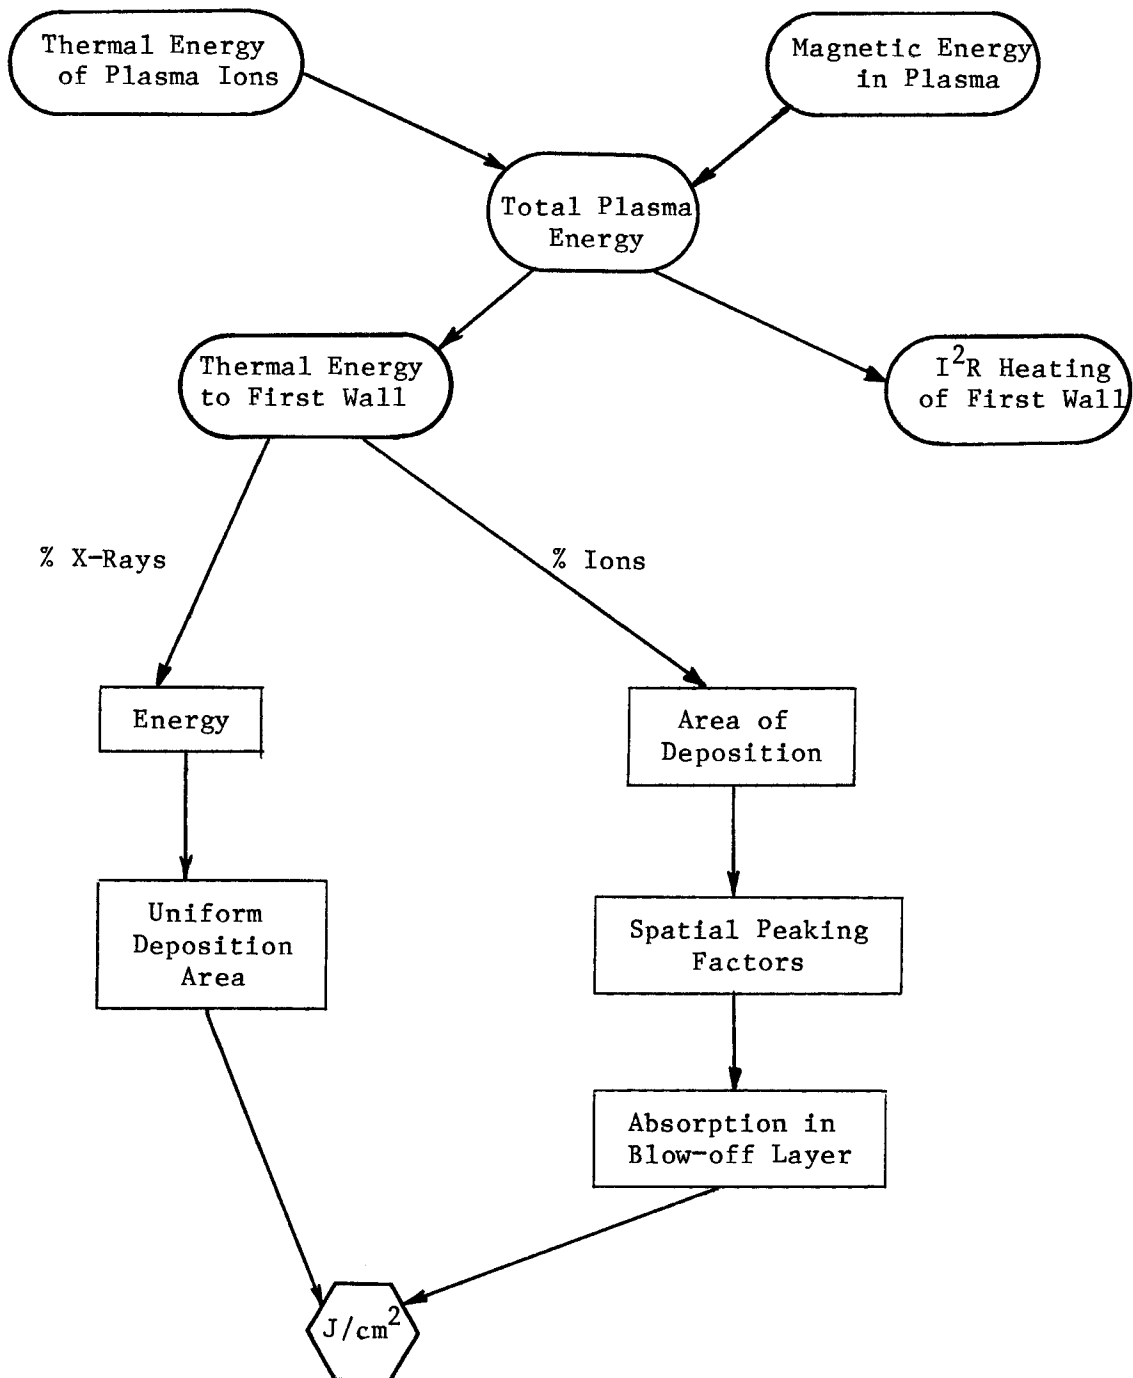 Thermal Energy
of Plasma Ions
Magnetic Energy
in Plasma
Total Plasma
Energy
Thermal Energy
to First Wall
I²R Heating
of First Wall
% X-Rays
% Ions
Energy
Area of
Deposition
Uniform
Deposition
Area
Spatial Peaking
Factors
Absorption in
Blow-off Layer
J/cm²